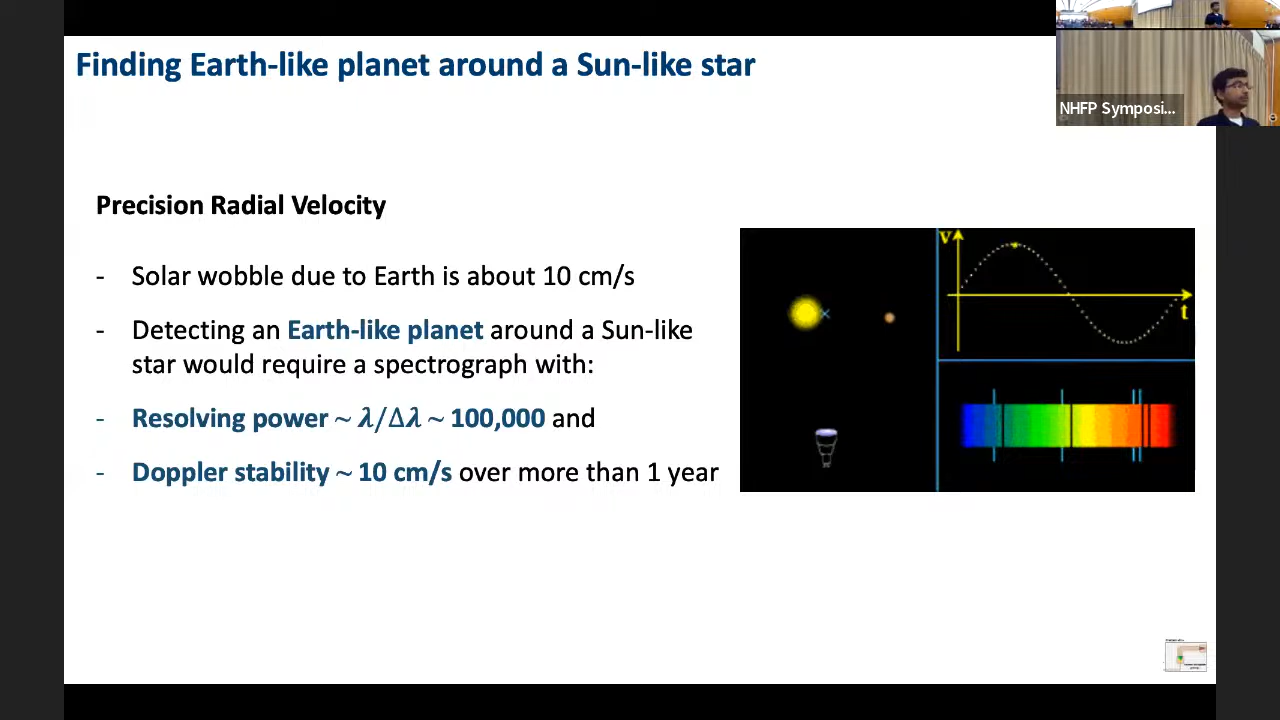 Finding Earth-like planet around a Sun-like star
NHFP Symposi...
Precision Radial Velocity
- Solar wobble due to Earth is about 10 cm/s
- Detecting an Earth-like planet around a Sun-like
star would require a spectrograph with:
- Resolving power ~ λ/Δλ ~ 100,000 and
- Doppler stability ~ 10 cm/s over more than 1 year
v
t